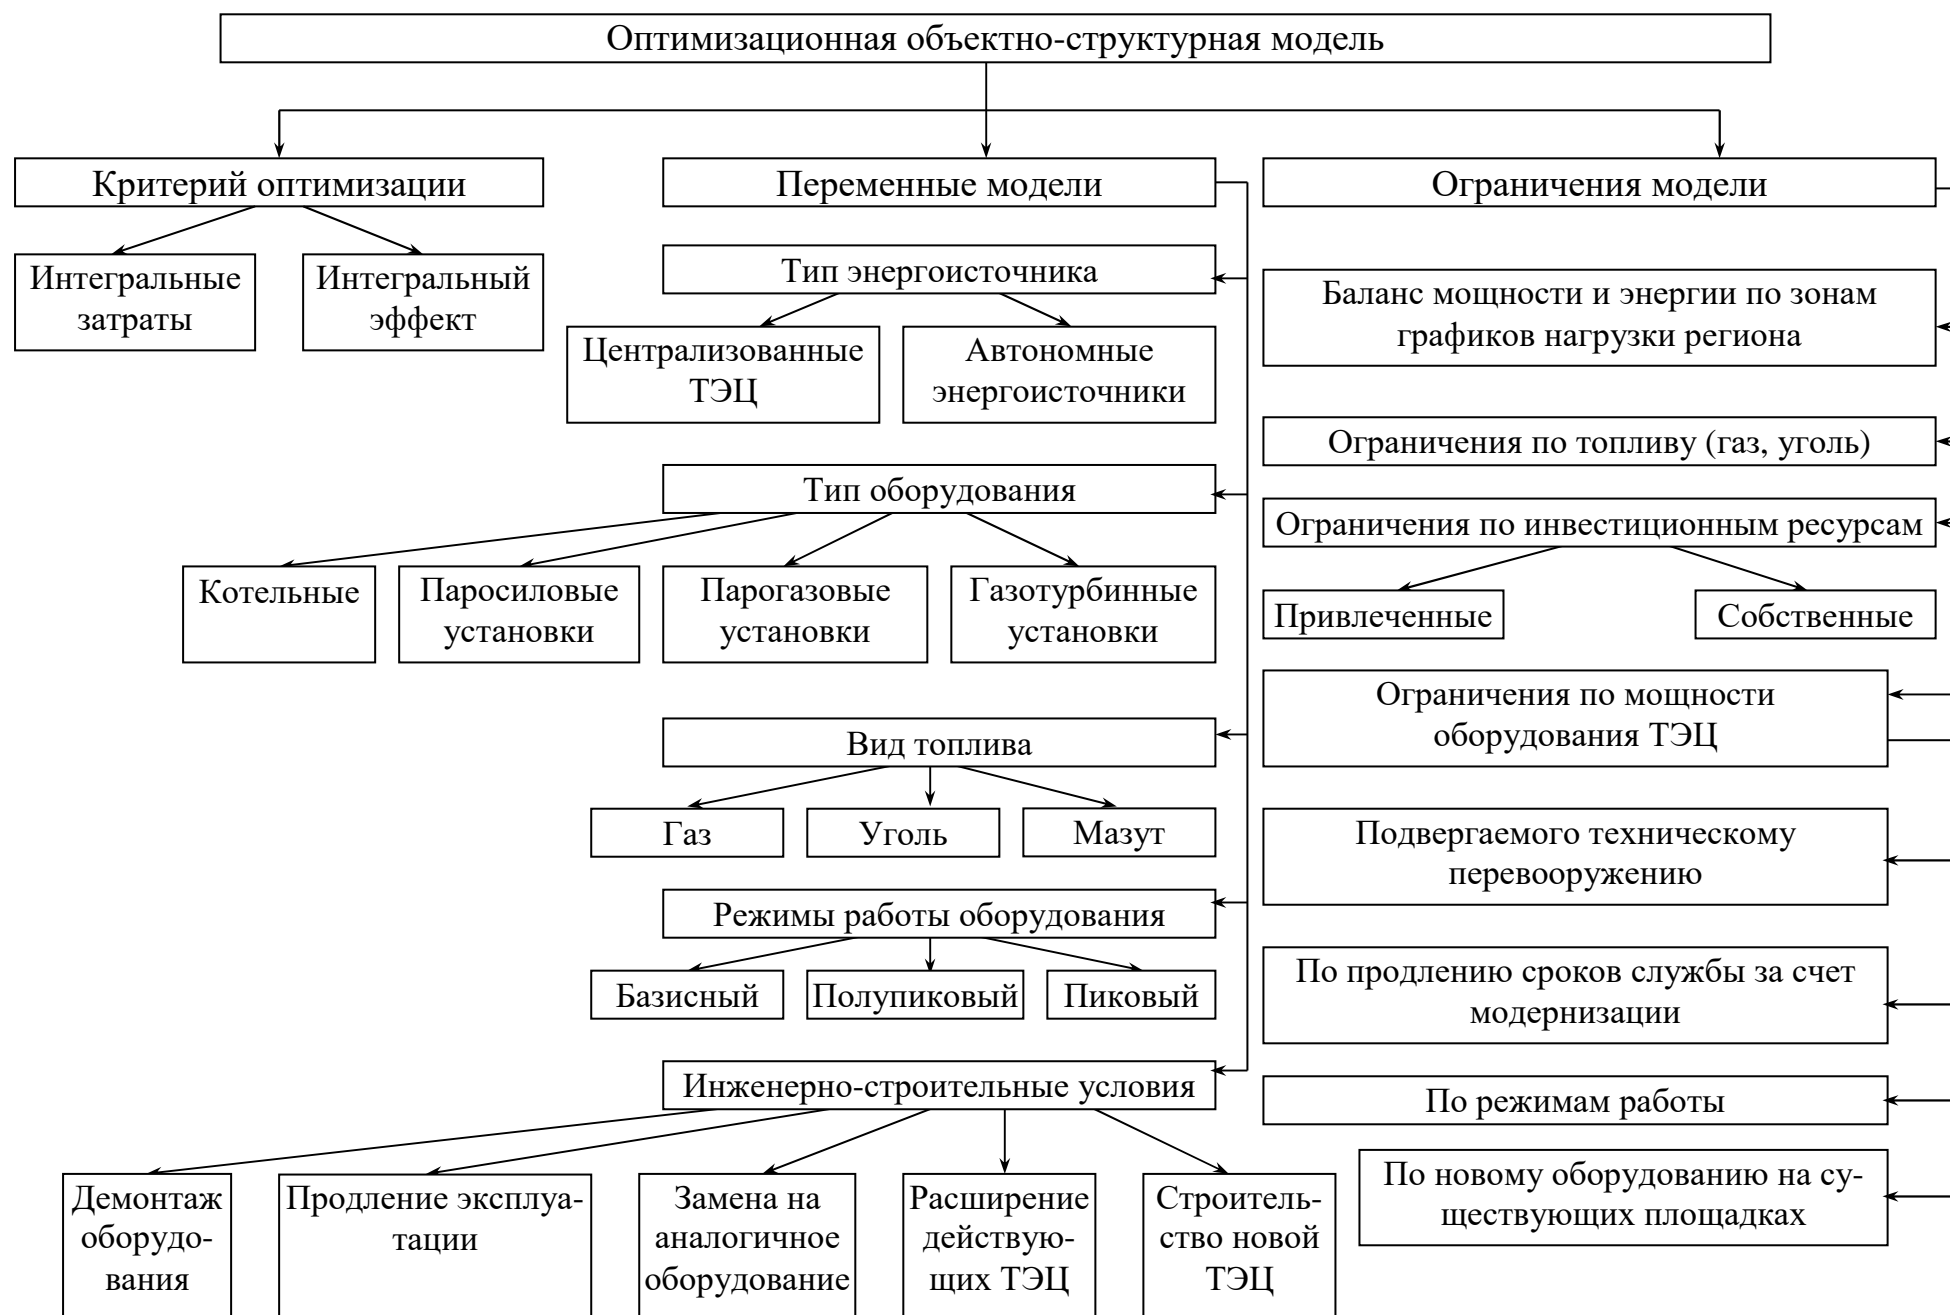 Оптимизационная объектно-структурная модель
Критерий оптимизации
Интегральные
затраты
Интегральный
эффект
Переменные модели
Тип энергоисточника
Централизованные
ТЭЦ
Автономные
энергоисточники
Тип оборудования
Котельные
Паросиловые
установки
Парогазовые
установки
Газотурбинные
установки
Вид топлива
Газ
Уголь
Мазут
Режимы работы оборудования
Базисный
Полупиковый
Пиковый
Инженерно-строительные условия
Демонтаж
оборудо-
вания
Продление эксплуа-
тации
Замена на
аналогичное
оборудование
Расширение
действую-
щих ТЭЦ
Строитель-
ство новой
ТЭЦ
Ограничения модели
Баланс мощности и энергии по зонам
графиков нагрузки региона
Ограничения по топливу (газ, уголь)
Ограничения по инвестиционным ресурсам
Привлеченные
Собственные
Ограничения по мощности
оборудования ТЭЦ
Подвергаемого техническому
перевооружению
По продлению сроков службы за счет
модернизации
По режимам работы
По новому оборудованию на су-
ществующих площадках